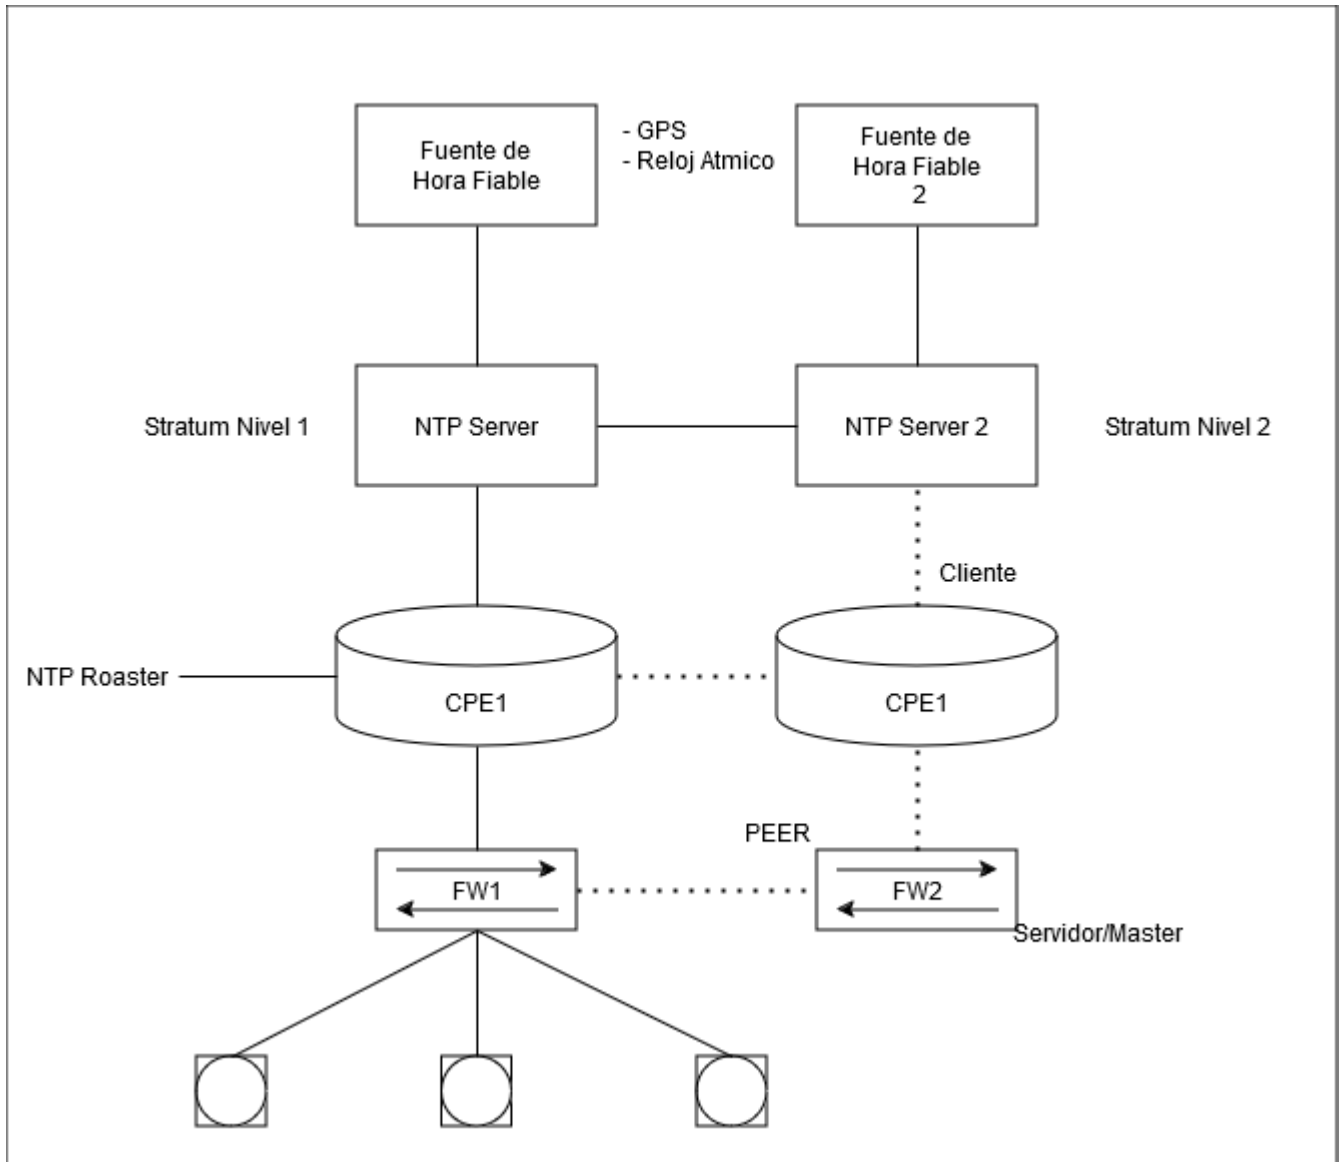 Fuente de
Hora Fiable
- GPS
- Reloj Atmico
Fuente de
Hora Fiable
2
Stratum Nivel 1
NTP Server
NTP Server 2
Stratum Nivel 2
Cliente
NTP Roaster
CPE1
CPE1
PEER
FW1
FW2
Servidor/Master